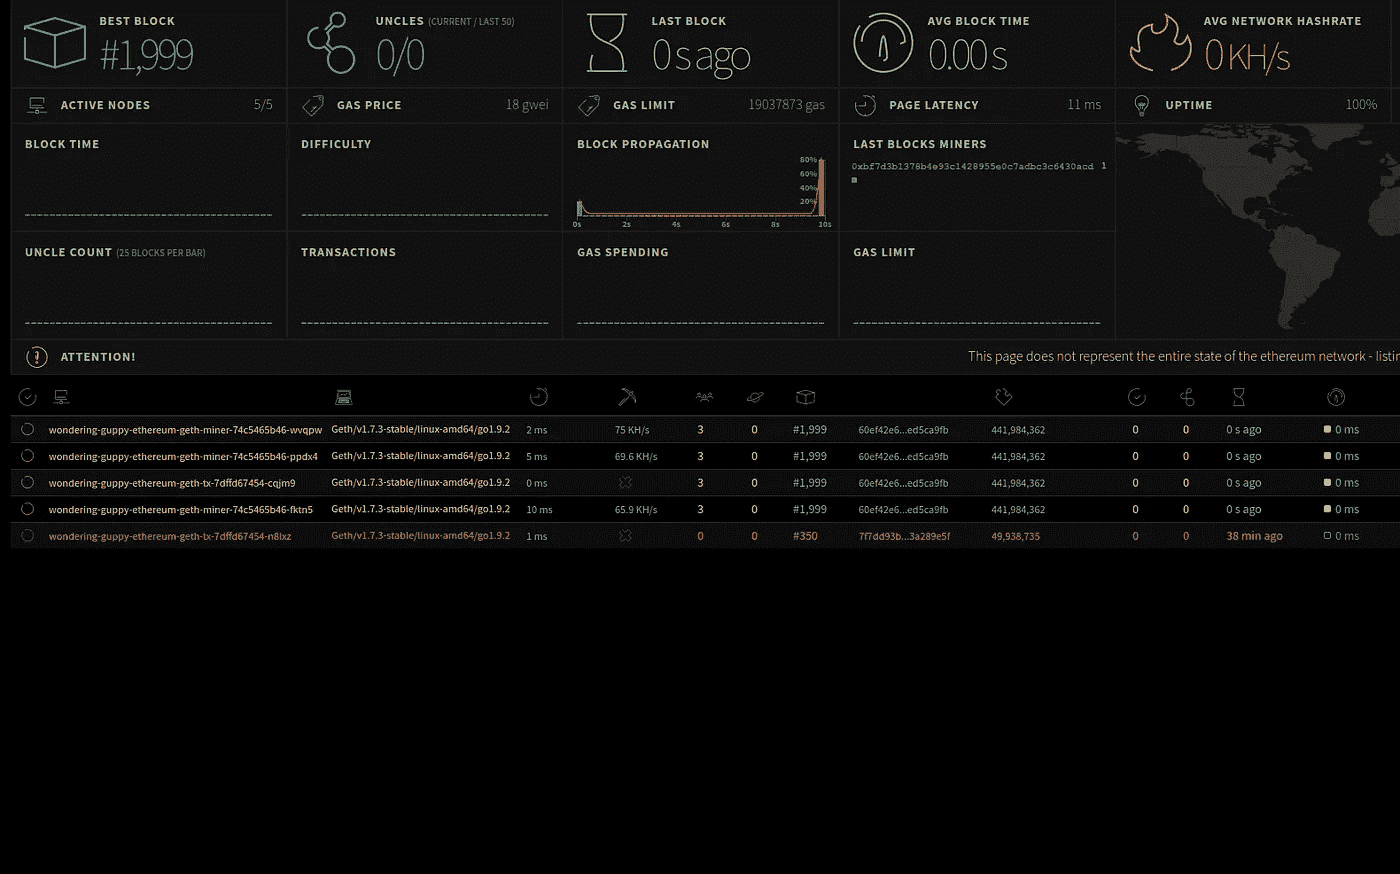 BEST BLOCK
#1,999
UNCLES (CURRENT / LAST 50)
0/0
LAST BLOCK
0 s ago
AVG BLOCK TIME
0.00 s
AVG NETWORK HASHRATE
0 KH/s
ACTIVE NODES 5/5
GAS PRICE 18 gwei
GAS LIMIT 19037873 gas
PAGE LATENCY 11 ms
UPTIME 100%
BLOCK TIME
DIFFICULTY
BLOCK PROPAGATION
80%
60%
40%
20%
0s 2s 4s 6s 8s 10s
LAST BLOCKS MINERS
0xbf7d3b1378b4e93c1428955e0c7adbc3c6430acd 1
UNCLE COUNT (25 BLOCKS PER BAR)
TRANSACTIONS
GAS SPENDING
GAS LIMIT
ATTENTION!
This page does not represent the entire state of the ethereum network - listin
wondering-guppy-ethereum-geth-miner-74c5465b46-wvqpw Geth/v1.7.3-stable/linux-amd64/go1.9.2 2 ms 75 KH/s 3 0 #1,999 60ef42e6...ed5ca9fb 441,984,362 0 0 0 s ago 0 ms
wondering-guppy-ethereum-geth-miner-74c5465b46-ppdx4 Geth/v1.7.3-stable/linux-amd64/go1.9.2 5 ms 69.6 KH/s 3 0 #1,999 60ef42e6...ed5ca9fb 441,984,362 0 0 0 s ago 0 ms
wondering-guppy-ethereum-geth-tx-7dffd67454-cqjm9 Geth/v1.7.3-stable/linux-amd64/go1.9.2 0 ms 3 0 #1,999 60ef42e6...ed5ca9fb 441,984,362 0 0 0 s ago 0 ms
wondering-guppy-ethereum-geth-miner-74c5465b46-fktn5 Geth/v1.7.3-stable/linux-amd64/go1.9.2 10 ms 65.9 KH/s 3 0 #1,999 60ef42e6...ed5ca9fb 441,984,362 0 0 0 s ago 0 ms
wondering-guppy-ethereum-geth-tx-7dffd67454-n8lxz Geth/v1.7.3-stable/linux-amd64/go1.9.2 1 ms 0 0 #350 7f7dd93b...3a289e5f 49,938,735 0 0 38 min ago 0 ms